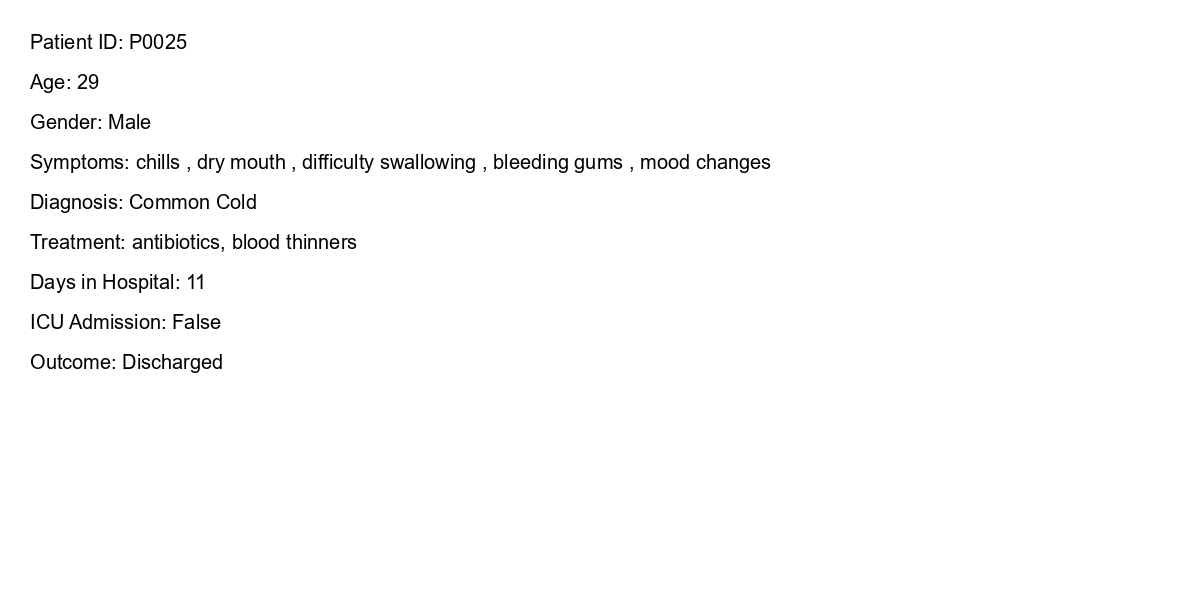 Patient ID: P0025
Age: 29
Gender: Male
Symptoms: chills , dry mouth , difficulty swallowing , bleeding gums , mood changes
Diagnosis: Common Cold
Treatment: antibiotics, blood thinners
Days in Hospital: 11
ICU Admission: False
Outcome: Discharged